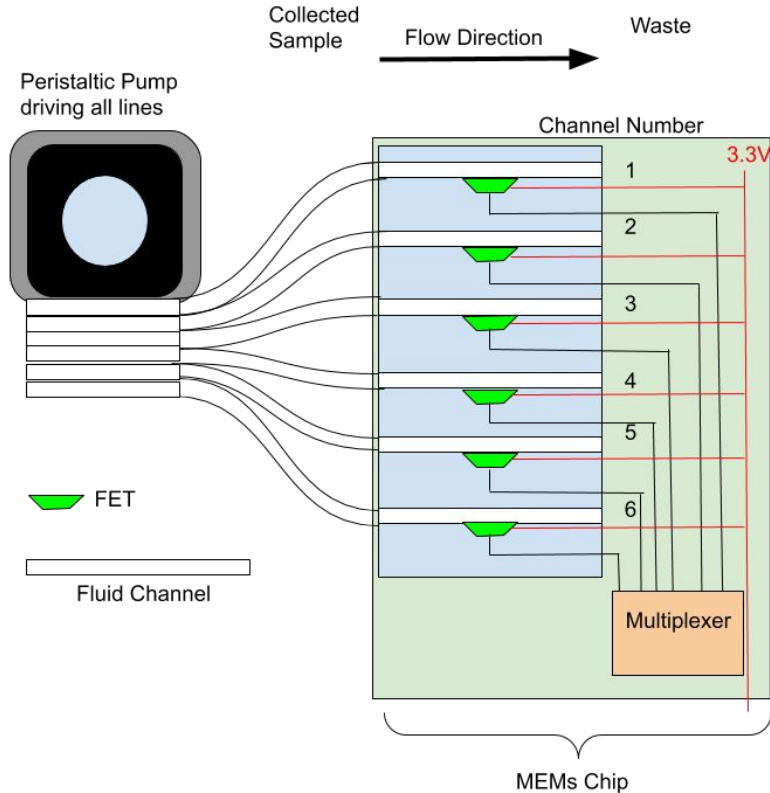 Collected
Sample
Flow Direction
Waste
Peristaltic Pump
driving all lines
Channel Number
3.3V
1
2
3
4
5
6
FET
Fluid Channel
Multiplexer
MEMs Chip